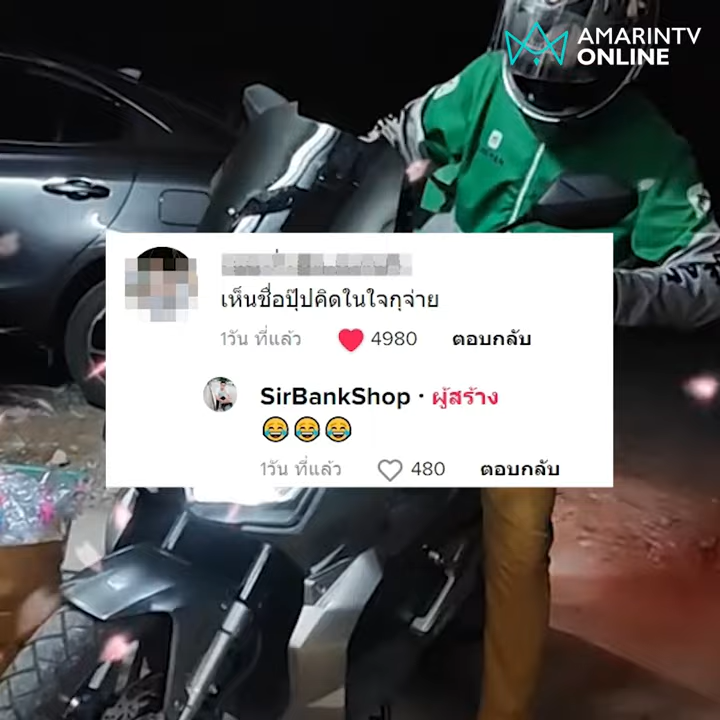 AMARINTV
ONLINE
เห็นชื่อปุ๊ปคิดในใจกุจ่าย
1วัน ที่แล้ว 4980 ตอบกลับ
SirBankShop · ผู้สร้าง
😂😂😂
1วัน ที่แล้ว 480 ตอบกลับ